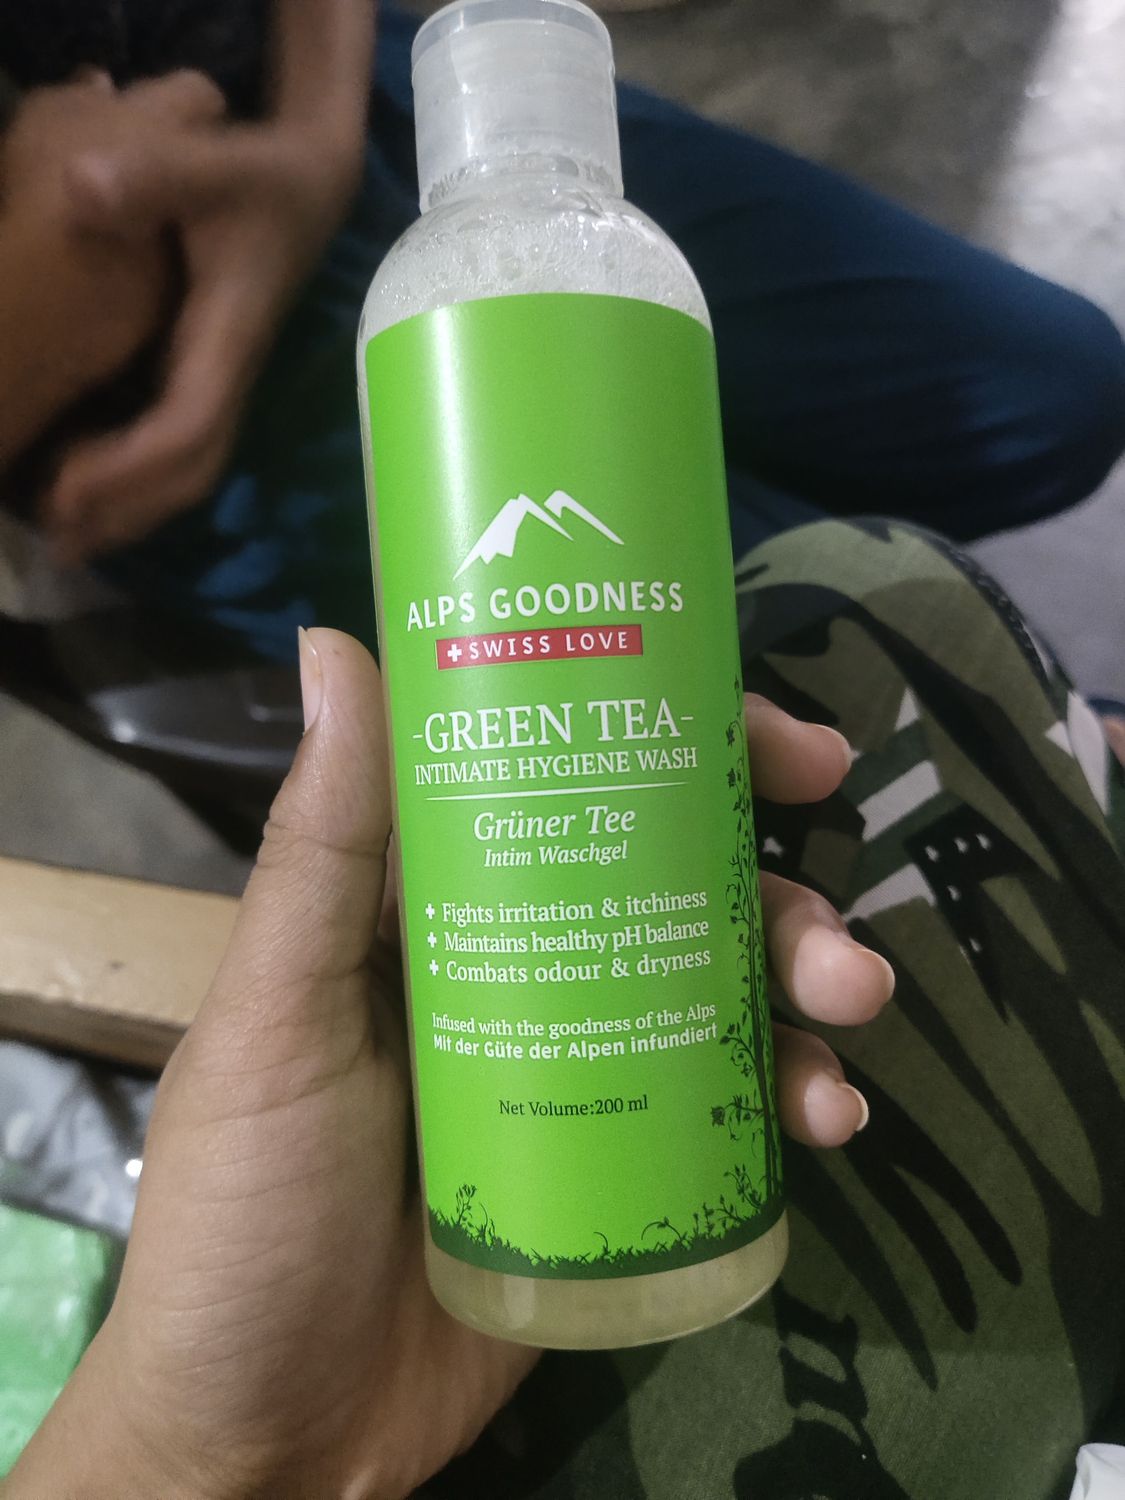 ALPS GOODNESS
SWISS LOVE
-GREEN TEA-
INTIMATE HYGIENE WASH
Grüner Tee
Intim Waschgel
+ Fights irritation & itchiness
+ Maintains healthy pH balance
+ Combats odour & dryness
Infused with the goodness of the Alps
Mit der Güte der Alpen infundiert
Net Volume:200 ml